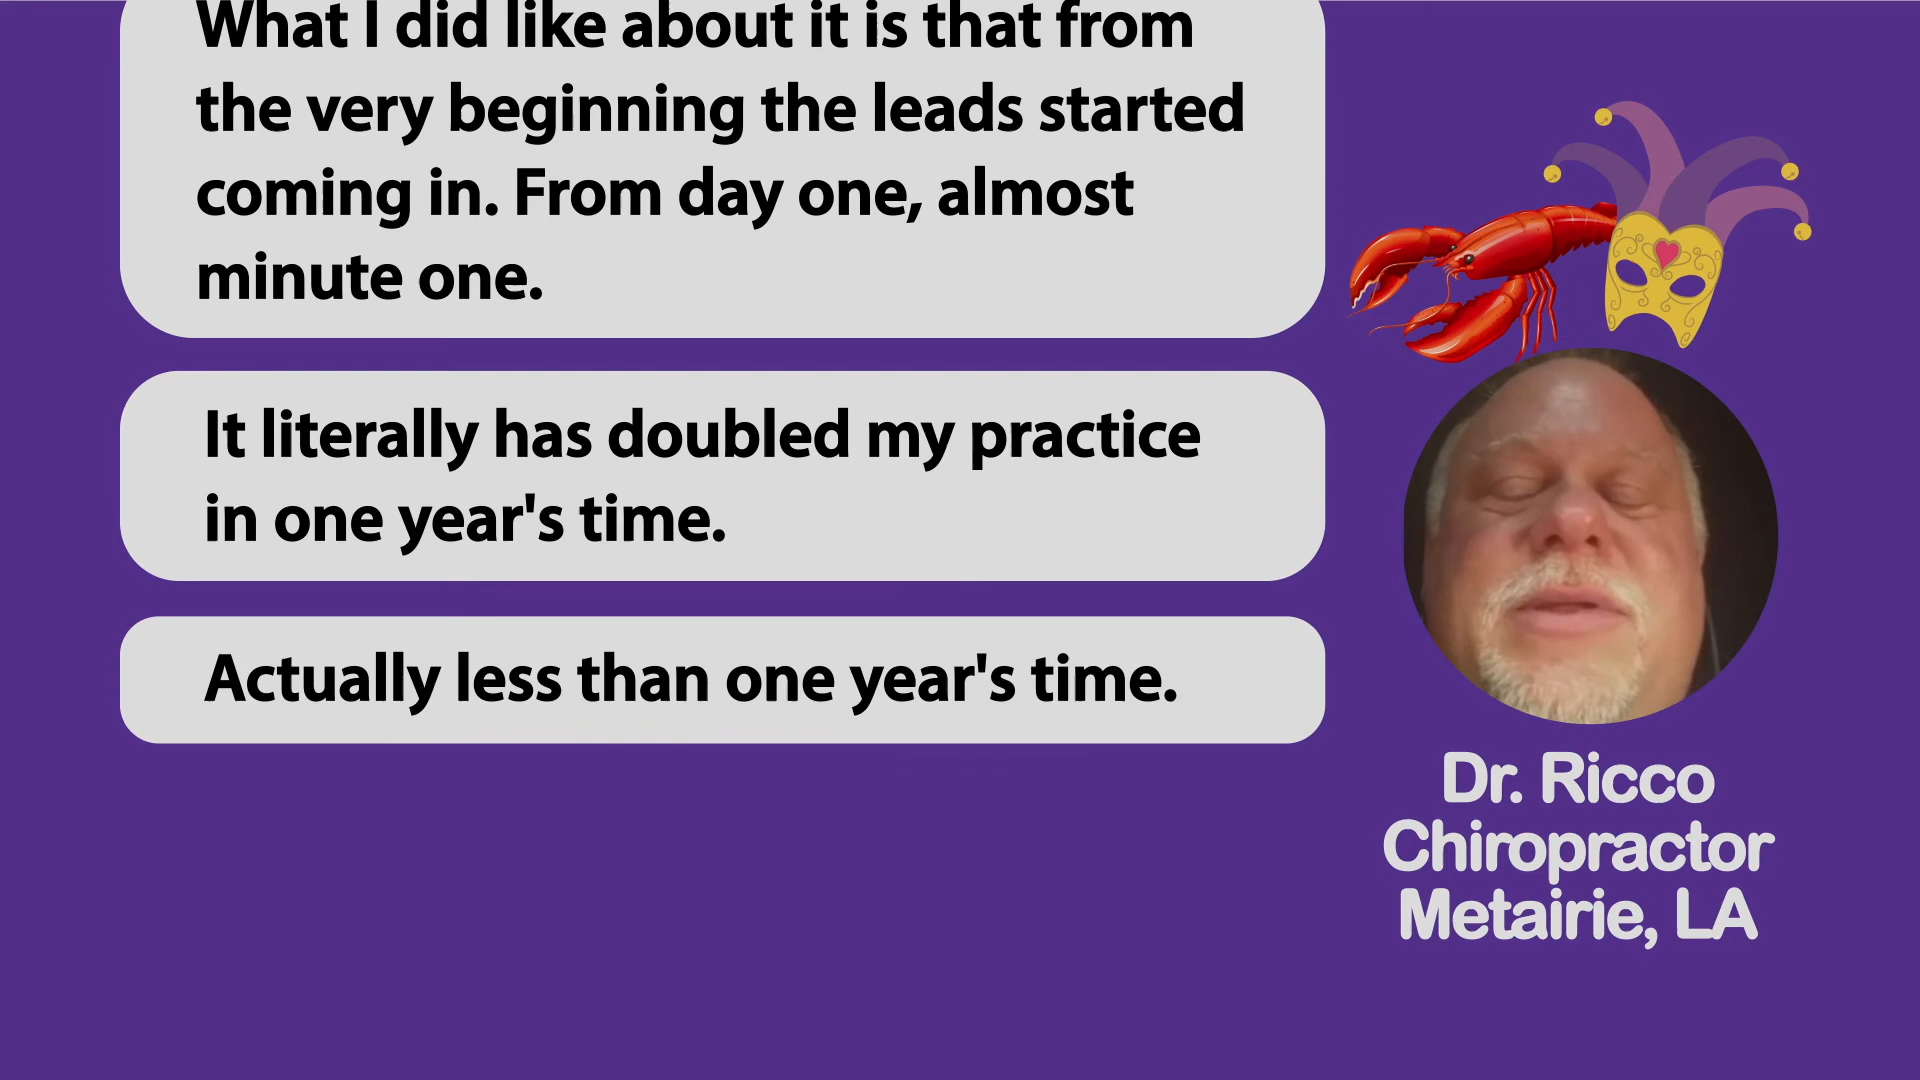 What I did like about it is that from
the very beginning the leads started
coming in. From day one, almost
minute one.
It literally has doubled my practice
in one year's time.
Actually less than one year's time.
Dr. Ricco
Chiropractor
Metairie, LA